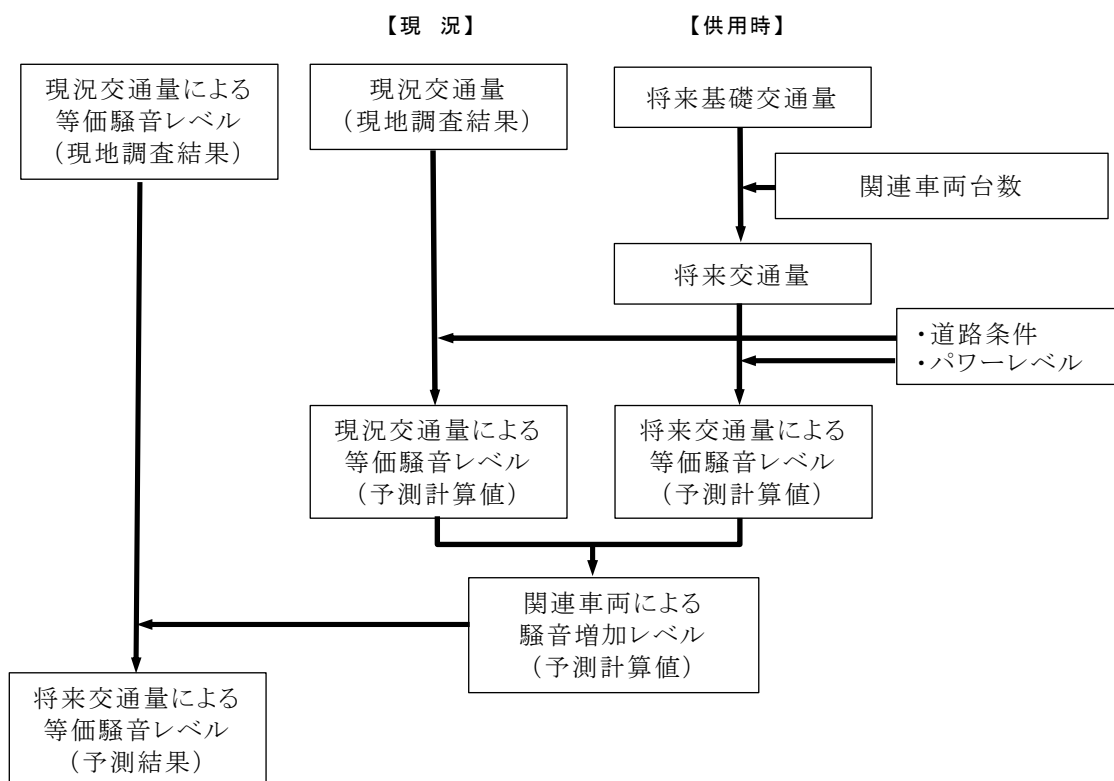 【現 況】
【供用時】
現況交通量による
等価騒音レベル
（現地調査結果）
現況交通量
（現地調査結果）
将来基礎交通量
関連車両台数
将来交通量
・道路条件
・パワーレベル
現況交通量による
等価騒音レベル
（予測計算値）
将来交通量による
等価騒音レベル
（予測計算値）
関連車両による
騒音増加レベル
（予測計算値）
将来交通量による
等価騒音レベル
（予測結果）